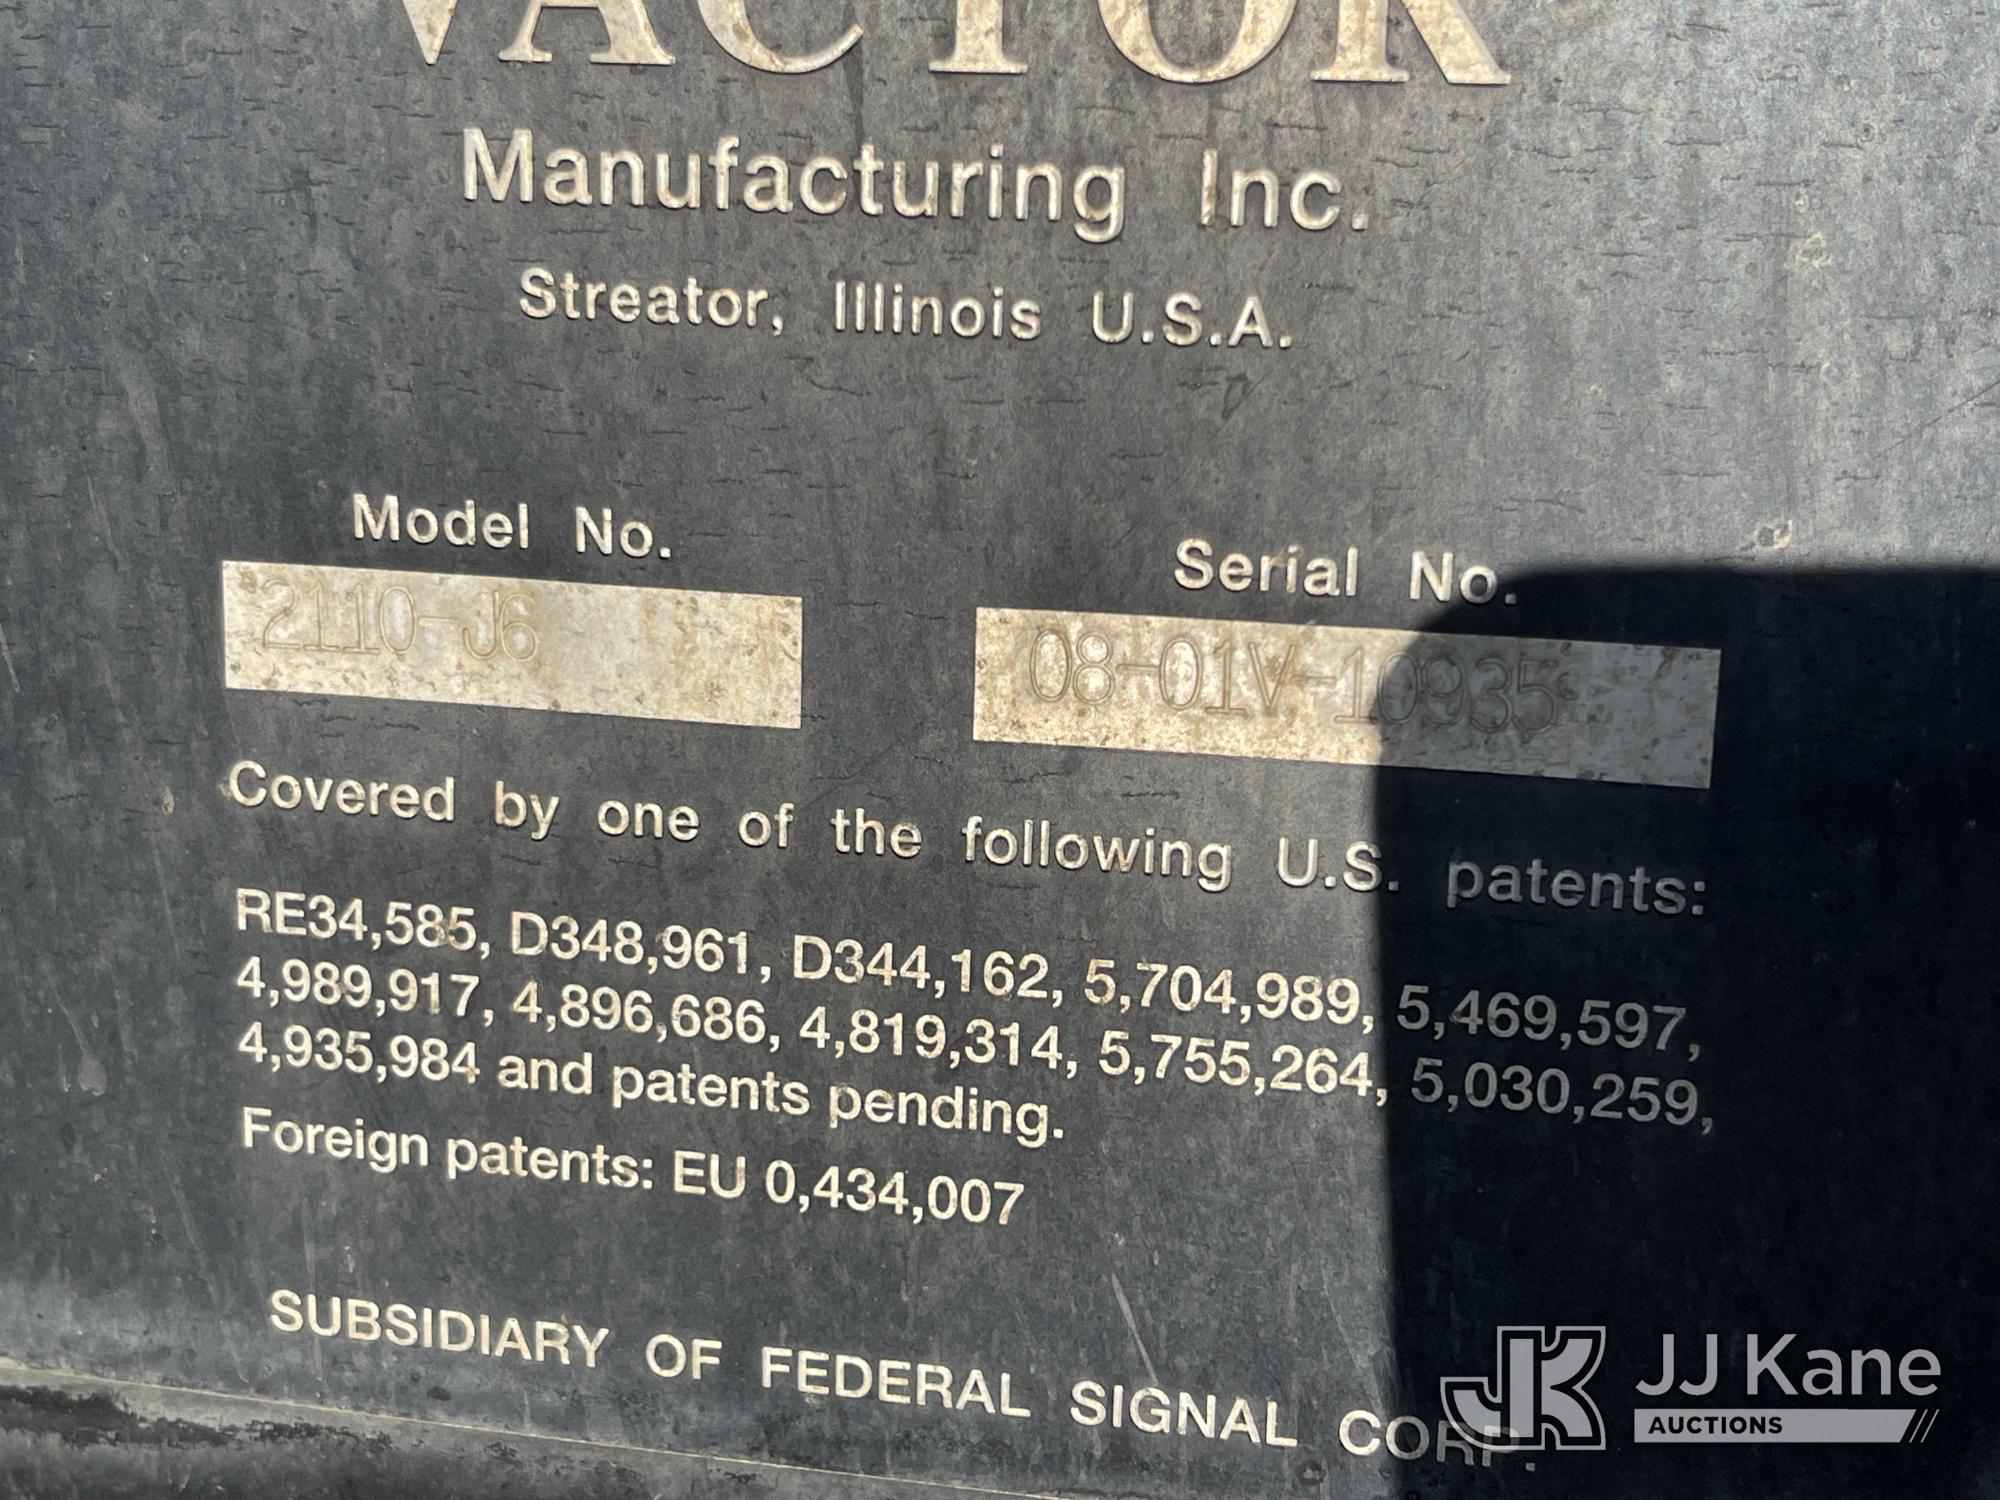 VACTOR
Manufacturing Inc.
Streator, Illinois U.S.A.
Model No.
Serial No.
2110-J6
08-01V-10935
Covered by one of the following U.S. patents:
RE34,585, D348,961, D344,162, 5,704,989, 5,469,597,
4,989,917, 4,896,686, 4,819,314, 5,755,264, 5,030,259,
4,935,984 and patents pending.
Foreign patents: EU 0,434,007
SUBSIDIARY OF FEDERAL SIGNAL CORP.
JK JJ Kane
AUCTIONS